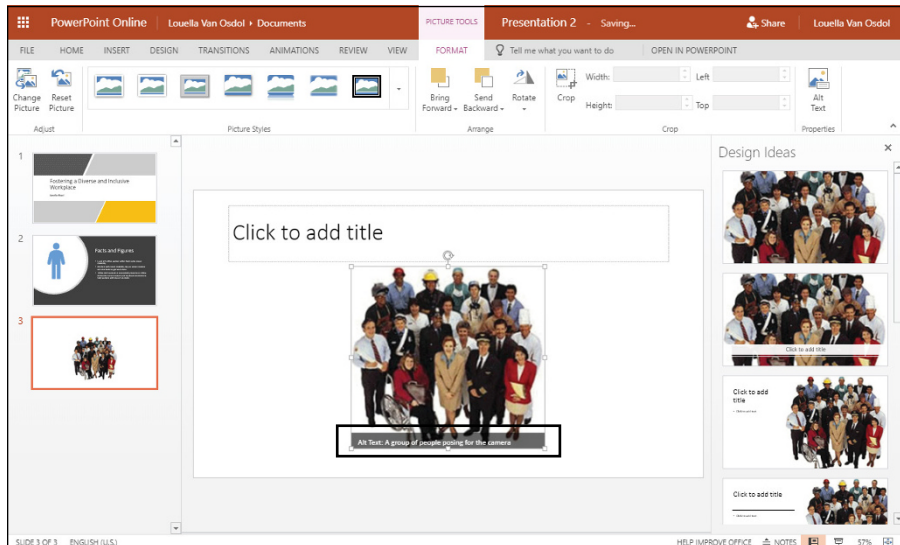 PowerPoint Online
Louella Van Osdol ▸ Documents
PICTURE TOOLS
Presentation 2 - Saving...
Share
Louella Van Osdol
FILE HOME INSERT DESIGN TRANSITIONS ANIMATIONS REVIEW VIEW FORMAT Tell me what you want to do OPEN IN POWERPOINT
Change Picture
Reset Picture
Bring Forward
Send Backward
Rotate
Crop
Width:
Height:
Left
Top
Alt Text
Adjust
Picture Styles
Arrange
Crop
Properties
1
Fostering a Diverse and Inclusive
Workplace
2
Facts and Figures
3
Click to add title
Alt Text: A group of people posing for the camera
Design Ideas
Click to add title
Click to add
title
Click to add title
SLIDE 3 OF 3 ENGLISH (U.S.)
HELP IMPROVE OFFICE NOTES 57%